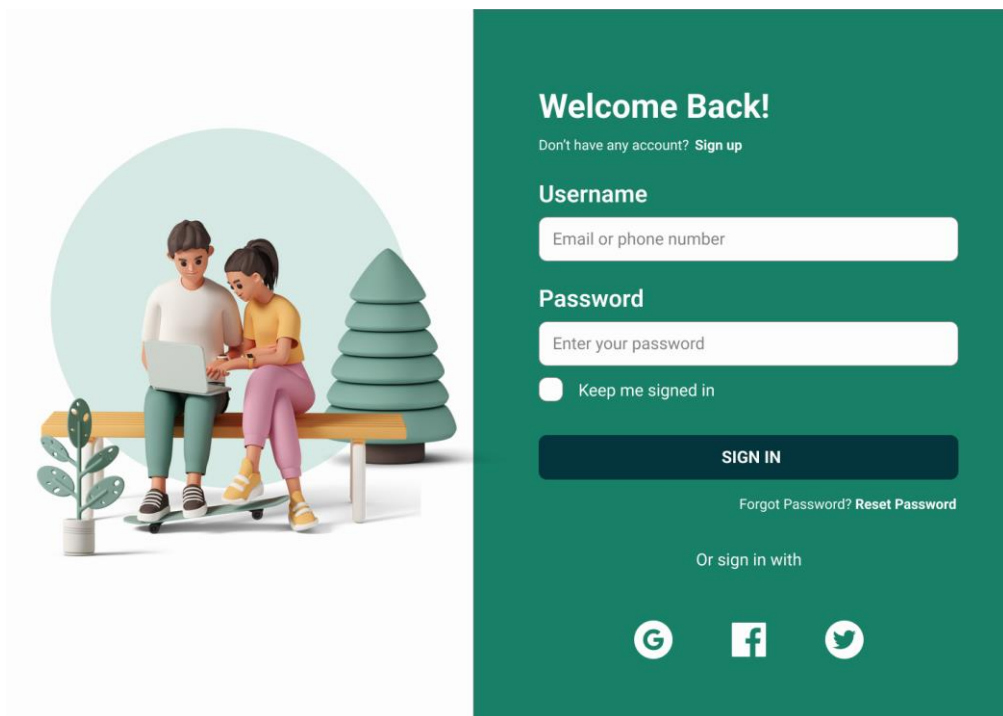 Welcome Back!
Don't have any account? Sign up
Username
Email or phone number
Password
Enter your password
Keep me signed in
SIGN IN
Forgot Password? Reset Password
Or sign in with